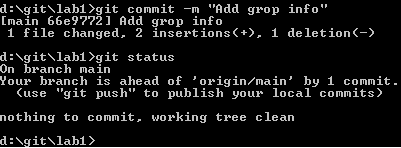 d:\git\lab1>git commit -m "Add grop info"
[main 66e9772] Add grop info
 1 file changed, 2 insertions(+), 1 deletion(-)
d:\git\lab1>git status
On branch main
Your branch is ahead of 'origin/main' by 1 commit.
  (use "git push" to publish your local commits)
nothing to commit, working tree clean
d:\git\lab1>